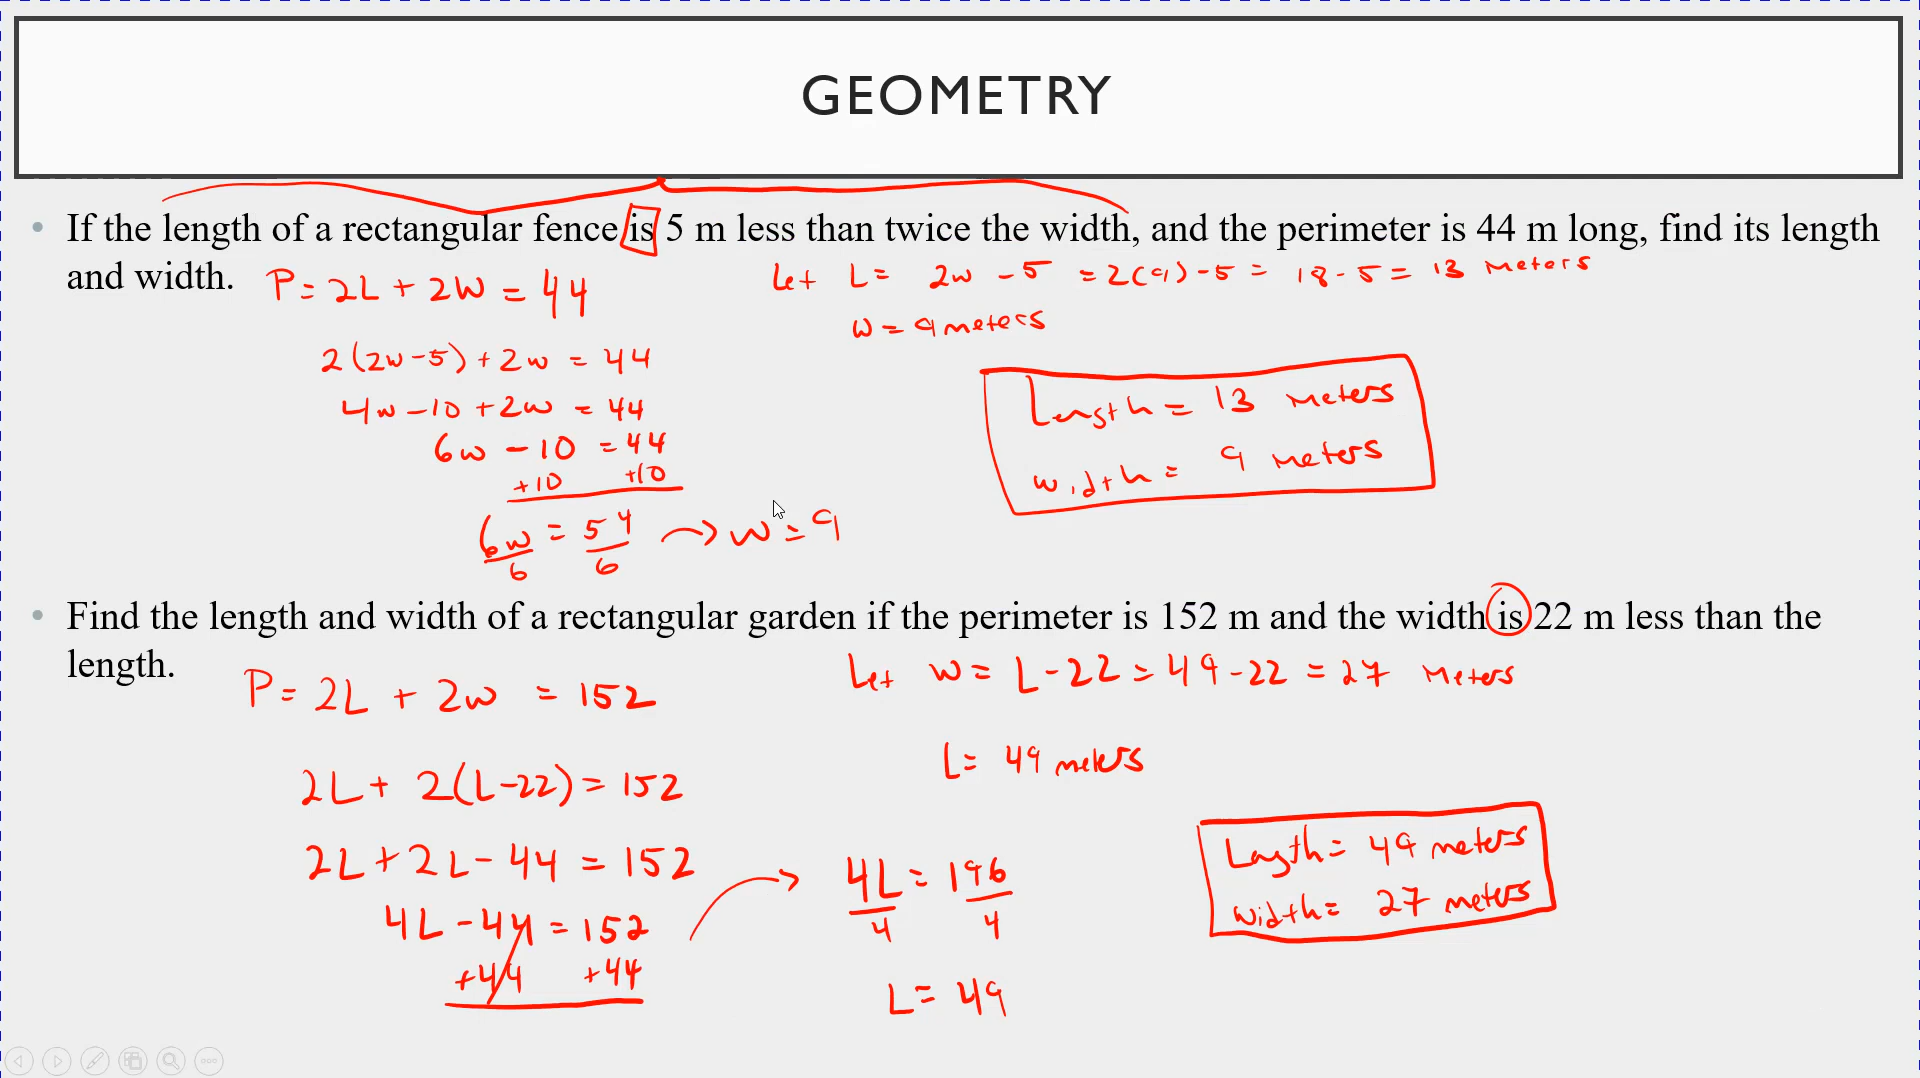 GEOMETRY
• If the length of a rectangular fence is 5 m less than twice the width, and the perimeter is 44 m long, find its length
and width.
P = 2L + 2W = 44
Let L = 2w - 5 = 2(9) - 5 = 18 - 5 = 13 meters
w = 9 meters
2(2w-5) + 2w = 44
4w - 10 + 2w = 44
6w - 10 = 44
+10 +10
6w = 54 → w = 9
6 6
Length = 13 meters
width = 9 meters
• Find the length and width of a rectangular garden if the perimeter is 152 m and the width is 22 m less than the
length.
P = 2L + 2w = 152
Let w = L - 22 = 49 - 22 = 27 meters
L = 49 meters
2L + 2(L-22) = 152
2L + 2L - 44 = 152
4L - 44 = 152
+44 +44
4L = 196
4 4
L = 49
Length = 49 meters
width = 27 meters